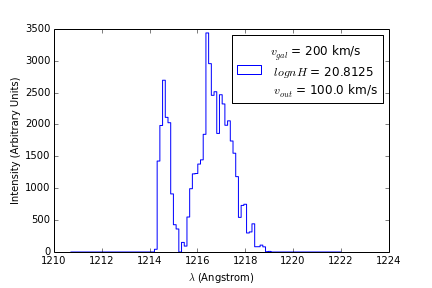 3500
3000
2500
2000
1500
1000
500
0
Intensity (Arbitrary Units)
v_gal = 200 km/s
lognH = 20.8125
v_out = 100.0 km/s
1210 1212 1214 1216 1218 1220 1222 1224
λ (Angstrom)